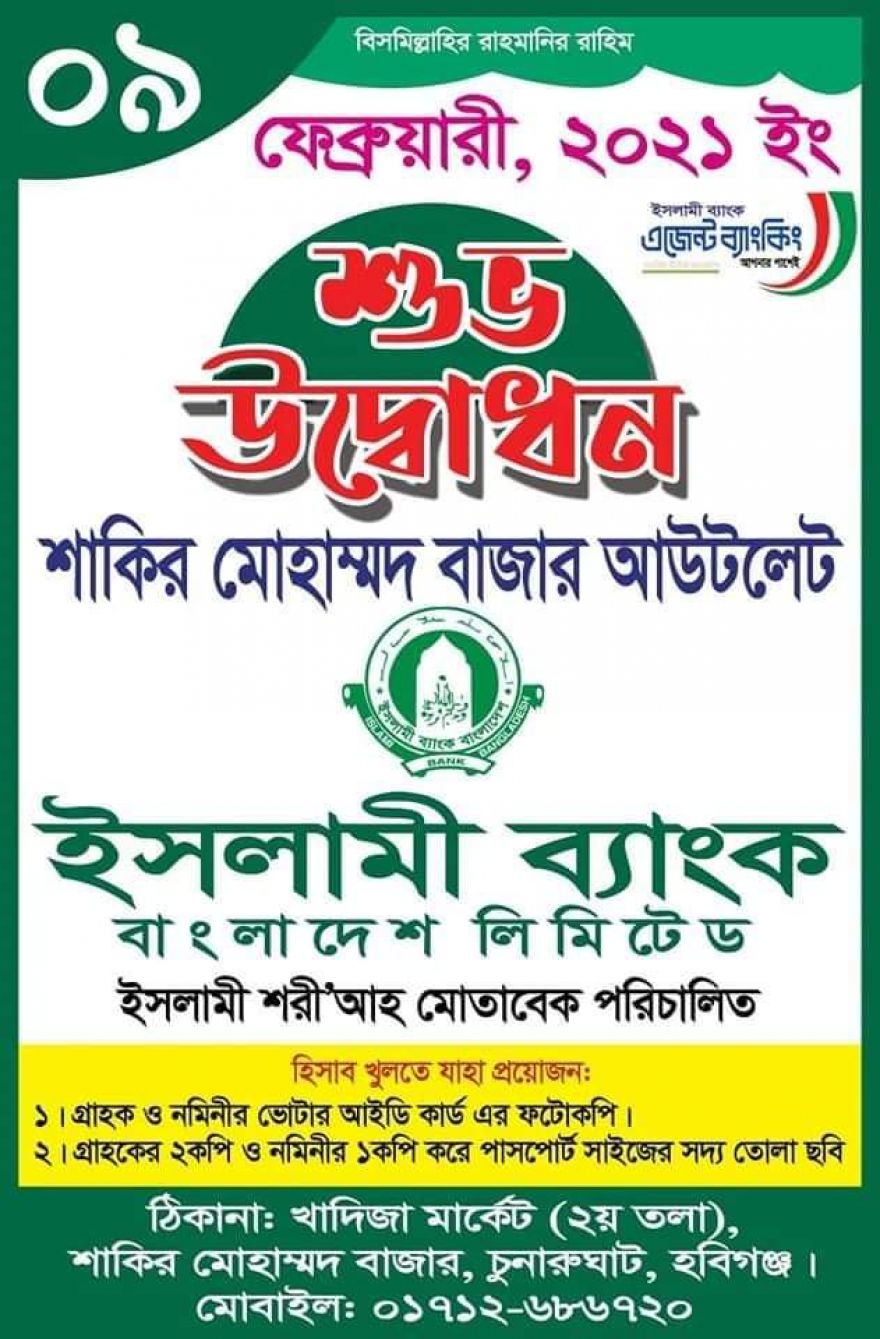 বিসমিল্লাহির রাহমানির রাহিম
০৯
ফেব্রুয়ারী, ২০২১ ইং
ইসলামী ব্যাংক
এজেন্ট ব্যাংকিং
আপনার পাশেই
শুভ
উদ্বোধন
শাকির মোহাম্মদ বাজার আউটলেট
ইসলামী ব্যাংক বাংলাদেশ
ISLAMI BANK BANGLADESH
ইসলামী ব্যাংক
বাংলাদেশ লিমিটেড
ইসলামী শরী'আহ মোতাবেক পরিচালিত
হিসাব খুলতে যাহা প্রয়োজন:
১। গ্রাহক ও নমিনীর ভোটার আইডি কার্ড এর ফটোকপি।
২। গ্রাহকের ২কপি ও নমিনীর ১কপি করে পাসপোর্ট সাইজের সদ্য তোলা ছবি
ঠিকানা: খাদিজা মার্কেট (২য় তলা),
শাকির মোহাম্মদ বাজার, চুনারুঘাট, হবিগঞ্জ।
মোবাইল: ০১৭১২-৬৮৬৭২০